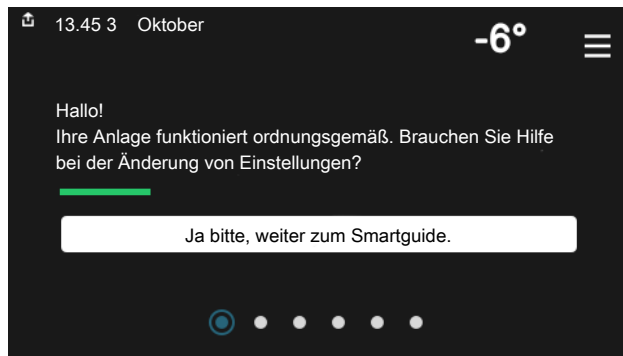 13.45 3 Oktober
-6°
Hallo!
Ihre Anlage funktioniert ordnungsgemäß. Brauchen Sie Hilfe
bei der Änderung von Einstellungen?
Ja bitte, weiter zum Smartguide.